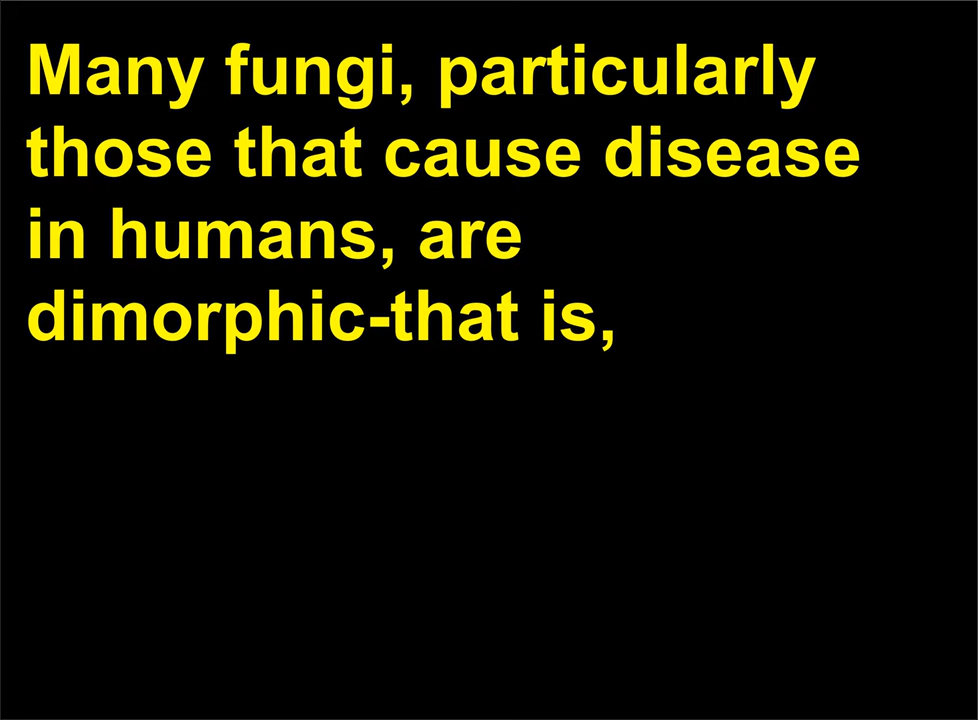 Many fungi, particularly
those that cause disease
in humans, are
dimorphic-that is,